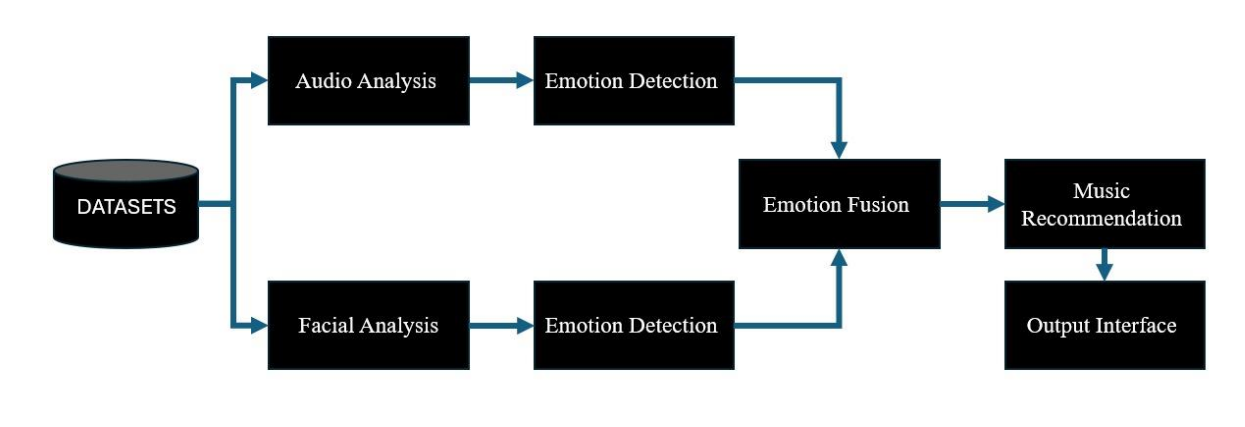 Audio Analysis
Emotion Detection
DATASETS
Emotion Fusion
Music
Recommendation
Facial Analysis
Emotion Detection
Output Interface